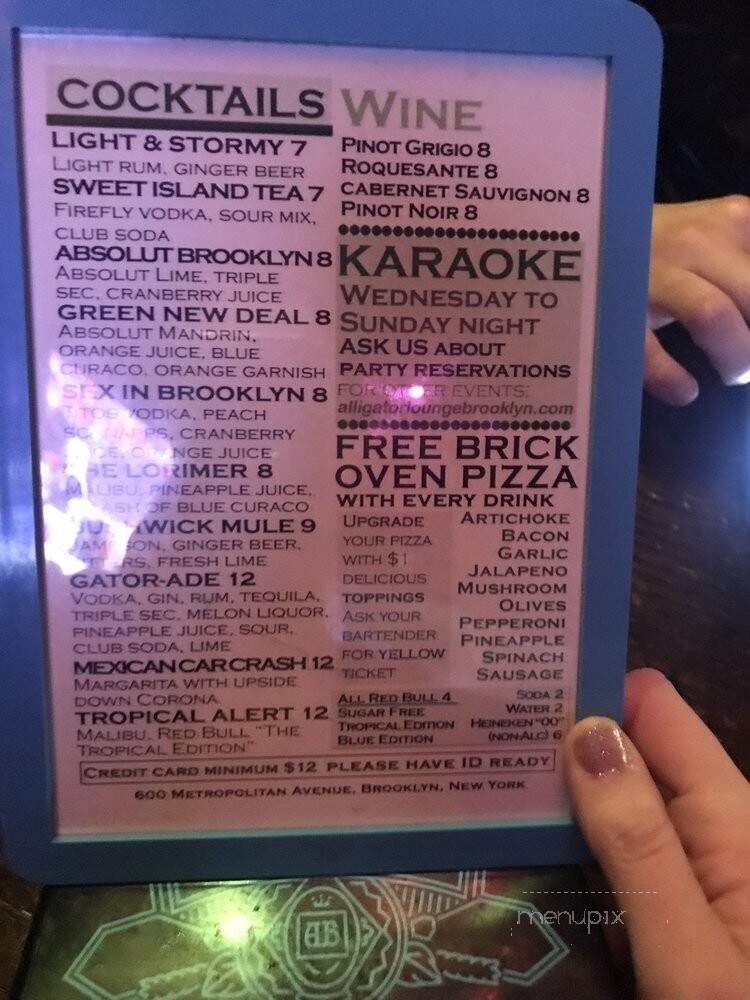 COCKTAILS
LIGHT & STORMY 7
LIGHT RUM, GINGER BEER
SWEET ISLAND TEA 7
FIREFLY VODKA, SOUR MIX,
CLUB SODA
ABSOLUT BROOKLYN 8
ABSOLUT LIME, TRIPLE
SEC, CRANBERRY JUICE
GREEN NEW DEAL 8
ABSOLUT MANDRIN,
ORANGE JUICE, BLUE
CURACO, ORANGE GARNISH
SEX IN BROOKLYN 8
VODKA, PEACH
CRANBERRY
JUICE
THE LORIMER 8
MALIBU, PINEAPPLE JUICE,
OF BLUE CURACO
BUSHWICK MULE 9
JAMESON, GINGER BEER,
FRESH LIME
GATOR-ADE 12
VODKA, GIN, RUM, TEQUILA,
TRIPLE SEC, MELON LIQUOR,
PINEAPPLE JUICE, SOUR,
CLUB SODA, LIME
MEXICAN CAR CRASH 12
MARGARITA WITH UPSIDE
DOWN CORONA
TROPICAL ALERT 12
MALIBU, RED BULL "THE
TROPICAL EDITION"
WINE
PINOT GRIGIO 8
ROQUESANTE 8
CABERNET SAUVIGNON 8
PINOT NOIR 8
KARAOKE
WEDNESDAY TO
SUNDAY NIGHT
ASK US ABOUT
PARTY RESERVATIONS
FOR OTHER EVENTS:
alligatorloungebrooklyn.com
FREE BRICK
OVEN PIZZA
WITH EVERY DRINK
UPGRADE
YOUR PIZZA
WITH $1
DELICIOUS
TOPPINGS
ASK YOUR
BARTENDER
FOR YELLOW
TICKET
ARTICHOKE
BACON
GARLIC
JALAPENO
MUSHROOM
OLIVES
PEPPERONI
PINEAPPLE
SPINACH
SAUSAGE
ALL RED BULL 4
SUGAR FREE
TROPICAL EDITION
BLUE EDITION
SODA 2
WATER 2
HEINEKEN "00"
(NON-ALC) 6
CREDIT CARD MINIMUM $12 PLEASE HAVE ID READY
600 METROPOLITAN AVENUE, BROOKLYN, NEW YORK
menupix